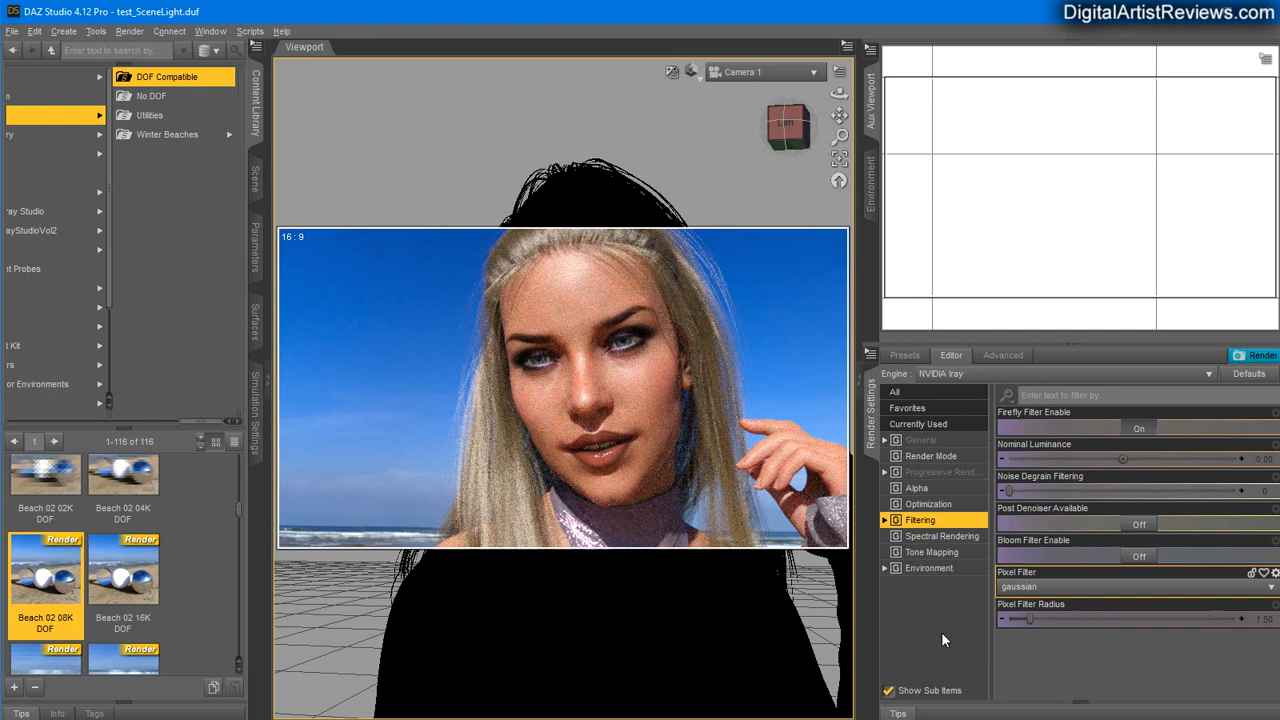 DAZ Studio 4.12 Pro - test_SceneLight.duf
DigitalArtistReviews.com
File Edit Create Tools Render Connect Window Scripts Help
Enter text to search by...
Viewport
Camera 1
DOF Compatible
No DOF
Utilities
Winter Beaches
ray Studio
rayStudioVol2
nt Probes
it Kit
rs
or Environments
Content Library
Scene
Parameters
Surfaces
Simulation Settings
1
1-116 of 116
Beach 02 02K
DOF
Beach 02 04K
DOF
Render
Render
Beach 02 08K
DOF
Beach 02 16K
DOF
Render
Render
Tips Info Tags
16 : 9
Left
Aux Viewport
Environment
Render Settings
Presets Editor Advanced
Render
Engine : NVIDIA Iray
Defaults
All
Favorites
Currently Used
General
Render Mode
Progressive Rend...
Alpha
Optimization
Filtering
Spectral Rendering
Tone Mapping
Environment
Enter text to filter by
Firefly Filter Enable
On
Nominal Luminance
0.00
Noise Degrain Filtering
0
Post Denoiser Available
Off
Bloom Filter Enable
Off
Pixel Filter
gaussian
Pixel Filter Radius
1.50
Show Sub Items
Tips